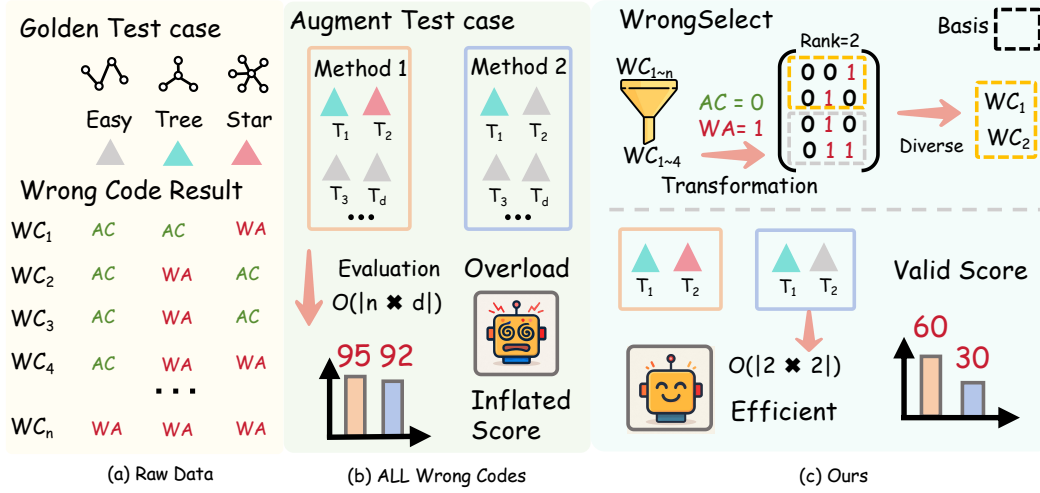 Golden Test case
Easy Tree Star
Wrong Code Result
WC1 AC AC WA
WC2 AC WA AC
WC3 AC WA AC
WC4 AC WA WA
...
WCn WA WA WA
(a) Raw Data
Augment Test case
Method 1 Method 2
T1 T2 T1 T2
T3 Td T3 Td
... ...
Evaluation
O(|n ✖ d|)
Overload
95 92
Inflated
Score
(b) ALL Wrong Codes
WrongSelect
Basis
Rank=2
WC1~n
AC = 0
WA= 1
WC1~4
Transformation
0 0 1
0 1 0
0 1 0
0 1 1
Diverse
WC1
WC2
T1 T2 T1 T2
Valid Score
O(|2 ✖ 2|)
Efficient
60
30
(c) Ours